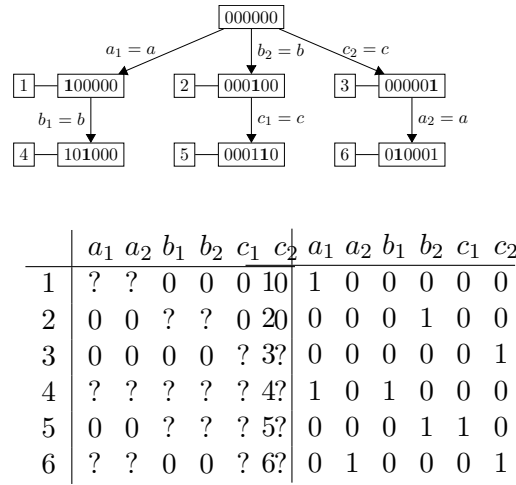 000000
a₁ = a b₂ = b c₂ = c
1 100000 2 000100 3 000001
b₁ = b c₁ = c a₂ = a
4 101000 5 000110 6 010001
a₁ a₂ b₁ b₂ c₁ c₂ a₁ a₂ b₁ b₂ c₁ c₂
1 ? ? 0 0 0 10 1 0 0 0 0 0
2 0 0 ? ? 0 20 0 0 0 1 0 0
3 0 0 0 0 ? 3? 0 0 0 0 0 1
4 ? ? ? ? ? 4? 1 0 1 0 0 0
5 0 0 ? ? ? 5? 0 0 0 1 1 0
6 ? ? 0 0 ? 6? 0 1 0 0 0 1